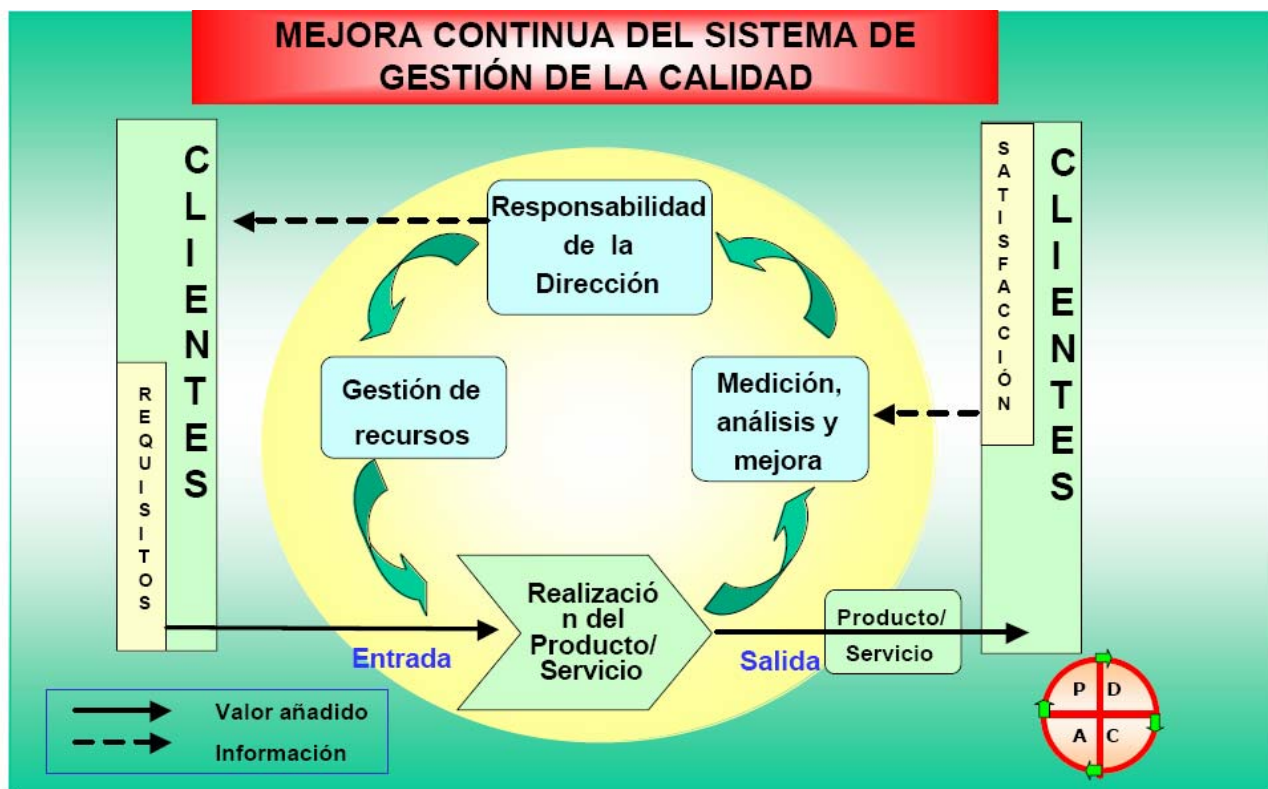 MEJORA CONTINUA DEL SISTEMA DE
GESTIÓN DE LA CALIDAD
CLIENTES
REQUISITOS
Responsabilidad
de la
Dirección
Gestión de
recursos
Medición,
análisis y
mejora
SATISFACCIÓN
CLIENTES
Realizació
n del
Producto/
Servicio
Entrada
Salida
Producto/
Servicio
Valor añadido
Información
P D
A C